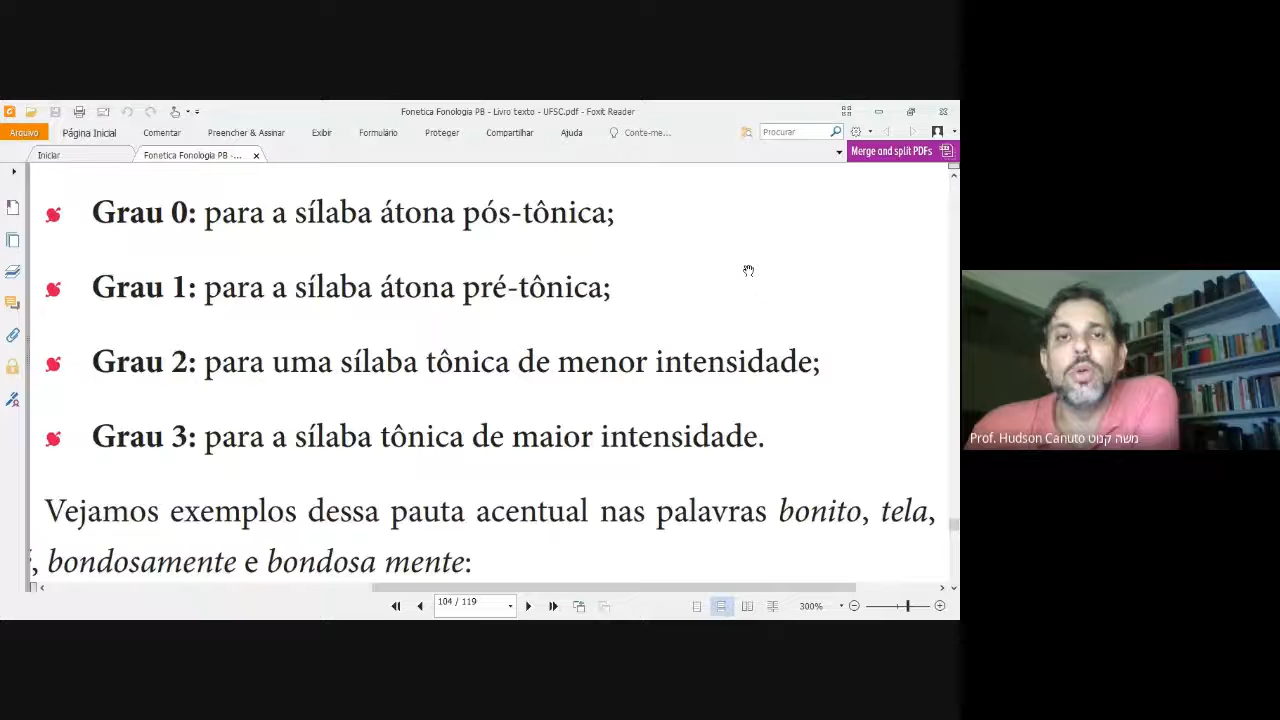 Fonetica Fonologia PB - Livro texto - UFSC.pdf - Foxit Reader
Arquivo Página Inicial Comentar Preencher & Assinar Exibir Formulário Proteger Compartilhar Ajuda Conte-me... Procurar
Iniciar Fonetica Fonologia PB -... Merge and split PDFs
Grau 0: para a sílaba átona pós-tônica;
Grau 1: para a sílaba átona pré-tônica;
Grau 2: para uma sílaba tônica de menor intensidade;
Grau 3: para a sílaba tônica de maior intensidade.
Prof. Hudson Canuto משה קנוט
Vejamos exemplos dessa pauta acentual nas palavras bonito, tela,
, bondosamente e bondosa mente:
104 / 119 300%